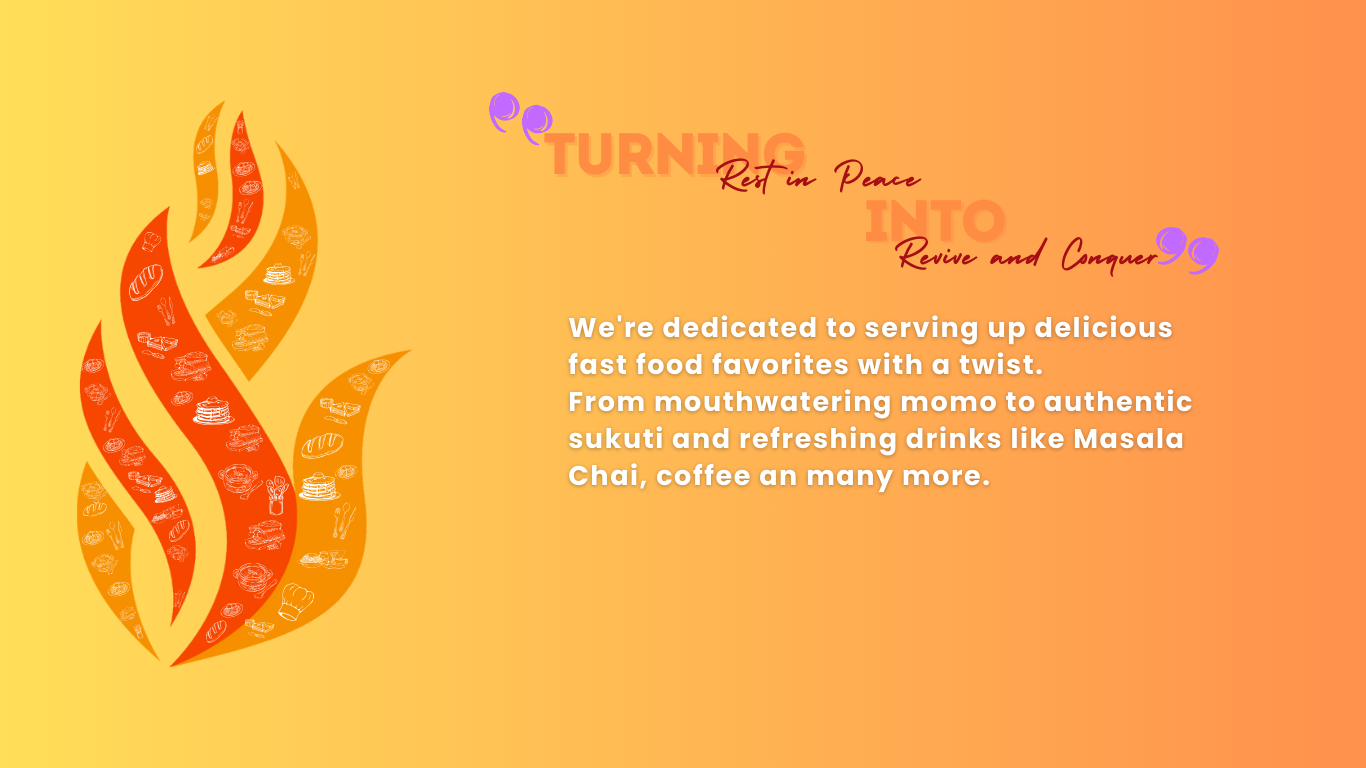 TURNING
Rest in Peace
INTO
Revive and Conquer
We're dedicated to serving up delicious
fast food favorites with a twist.
From mouthwatering momo to authentic
sukuti and refreshing drinks like Masala
Chai, coffee an many more.